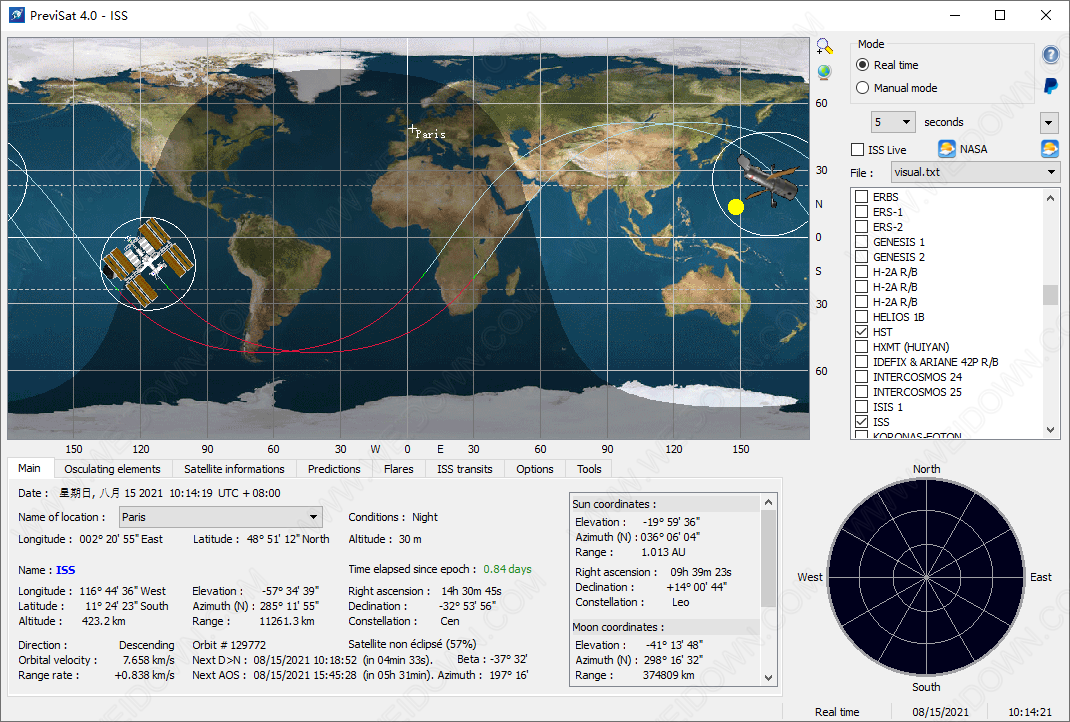 PreviSat 4.0 - ISS
Paris
60
30
N
0
S
30
60
150 120 90 60 30 W 0 E 30 60 90 120 150
Mode
Real time
Manual mode
5 seconds
ISS Live NASA
File : visual.txt
ERBS
ERS-1
ERS-2
GENESIS 1
GENESIS 2
H-2A R/B
H-2A R/B
H-2A R/B
HELIOS 1B
HST
HXMT (HUIYAN)
IDEFIX & ARIANE 42P R/B
INTERCOSMOS 24
INTERCOSMOS 25
ISIS 1
ISS
KORONAS-FOTON
Main Osculating elements Satellite informations Predictions Flares ISS transits Options Tools
Date : 星期日, 八月 15 2021 10:14:19 UTC + 08:00
Name of location : Paris Conditions : Night
Longitude : 002° 20' 55" East Latitude : 48° 51' 12" North Altitude : 30 m
Name : ISS Time elapsed since epoch : 0.84 days
Longitude : 116° 44' 36" West Elevation : -57° 34' 39" Right ascension : 14h 30m 45s
Latitude : 11° 24' 23" South Azimuth (N) : 285° 11' 55" Declination : -32° 53' 56"
Altitude : 423.2 km Range : 11261.3 km Constellation : Cen
Direction : Descending Orbit # 129772 Satellite non éclipsé (57%)
Orbital velocity : 7.658 km/s Next D>N : 08/15/2021 10:18:52 (in 04min 33s). Beta : -37° 32'
Range rate : +0.838 km/s Next AOS : 08/15/2021 15:45:28 (in 05h 31min). Azimuth : 197° 16'
Sun coordinates :
Elevation : -19° 59' 36"
Azimuth (N) : 036° 06' 04"
Range : 1.013 AU
Right ascension : 09h 39m 23s
Declination : +14° 00' 44"
Constellation : Leo
Moon coordinates :
Elevation : -41° 13' 48"
Azimuth (N) : 298° 16' 32"
Range : 374809 km
North
West
East
South
Real time 08/15/2021 10:14:21
WWW.WEIDOWN.COM